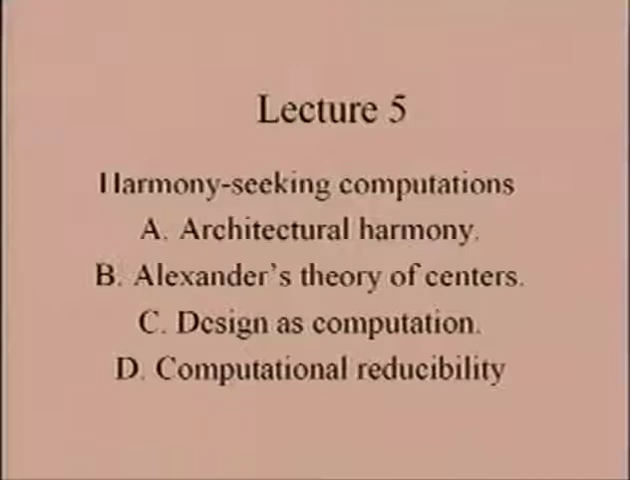 Lecture 5
Harmony-seeking computations
A. Architectural harmony.
B. Alexander's theory of centers.
C. Design as computation.
D. Computational reducibility